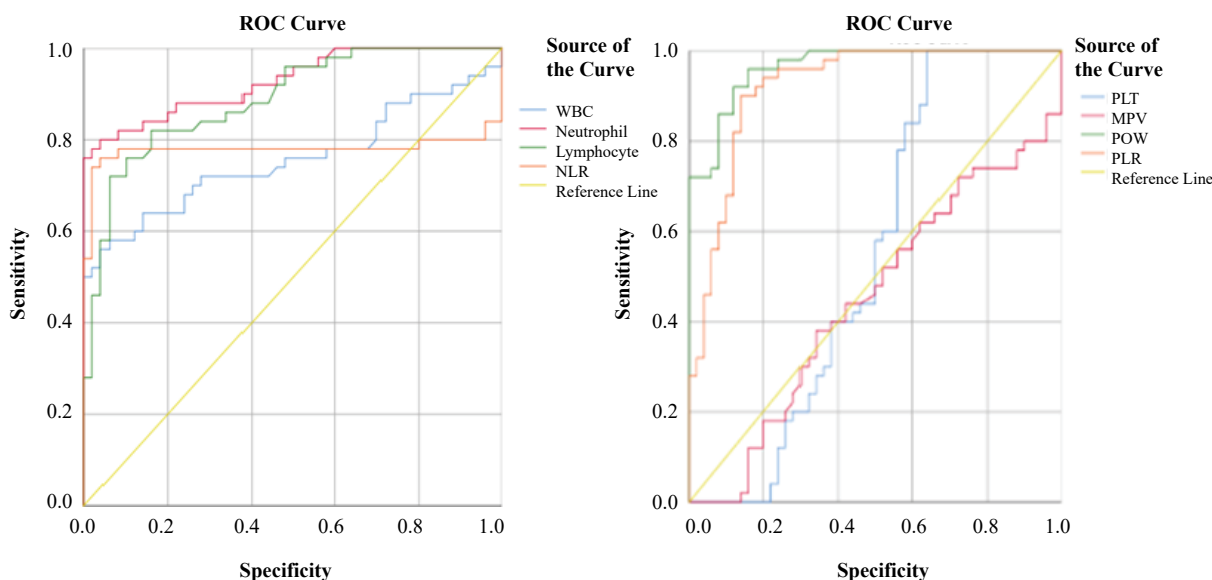 ROC Curve
Source of
the Curve
WBC
Neutrophil
Lymphocyte
NLR
Reference Line
Sensitivity
1.0
0.8
0.6
0.4
0.2
0.0
0.0 0.2 0.4 0.6 0.8 1.0
Specificity
ROC Curve
Source of
the Curve
PLT
MPV
POW
PLR
Reference Line
Sensitivity
1.0
0.8
0.6
0.4
0.2
0.0
0.0 0.2 0.4 0.6 0.8 1.0
Specificity